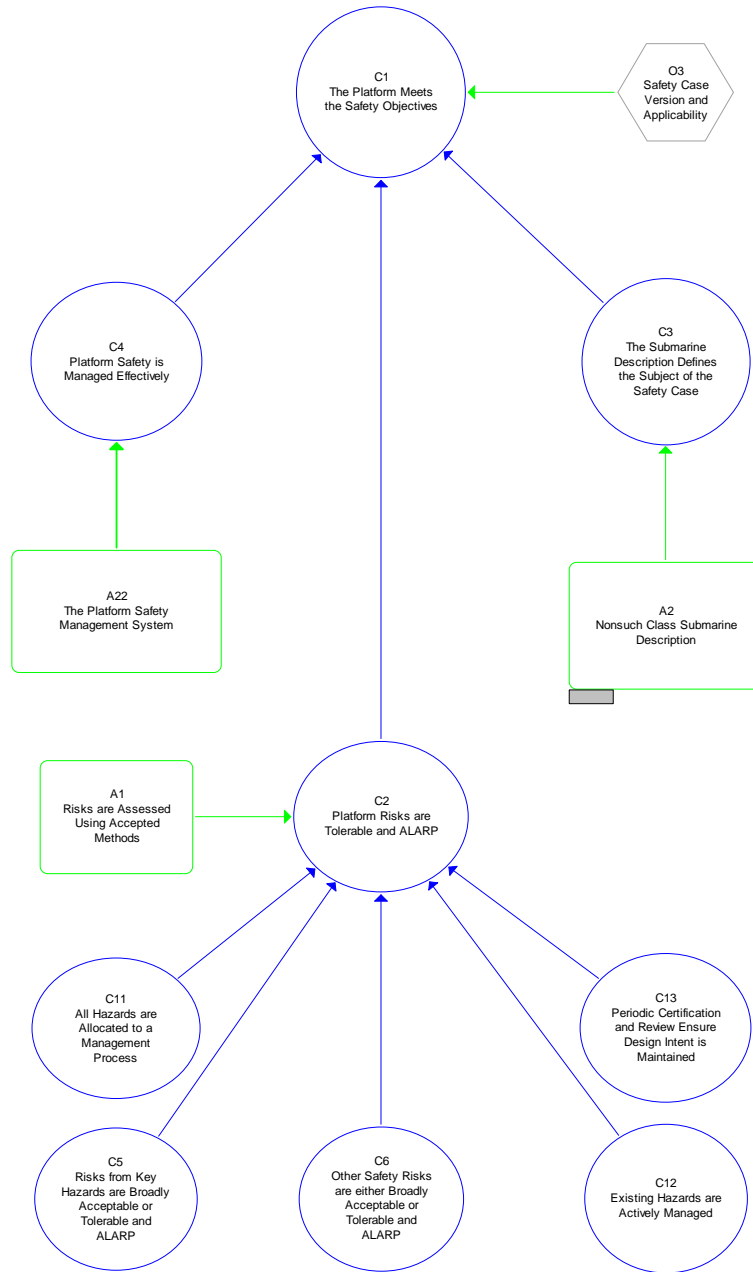 C1
The Platform Meets
the Safety Objectives
O3
Safety Case
Version and
Applicability
C4
Platform Safety is
Managed Effectively
C3
The Submarine
Description Defines
the Subject of the
Safety Case
A22
The Platform Safety
Management System
A2
Nonsuch Class Submarine
Description
A1
Risks are Assessed
Using Accepted
Methods
C2
Platform Risks are
Tolerable and ALARP
C11
All Hazards are
Allocated to a
Management
Process
C13
Periodic Certification
and Review Ensure
Design Intent is
Maintained
C5
Risks from Key
Hazards are Broadly
Acceptable or
Tolerable and
ALARP
C6
Other Safety Risks
are either Broadly
Acceptable or
Tolerable and
ALARP
C12
Existing Hazards are
Actively Managed